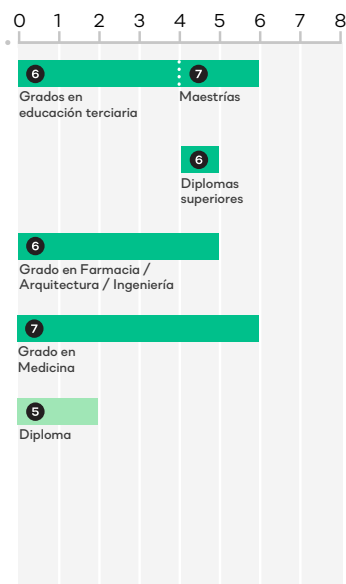 0 1 2 3 4 5 6 7 8
6 7
Grados en Maestrías
educación terciaria
6
Diplomas
superiores
6
Grado en Farmacia /
Arquitectura / Ingeniería
7
Grado en
Medicina
5
Diploma